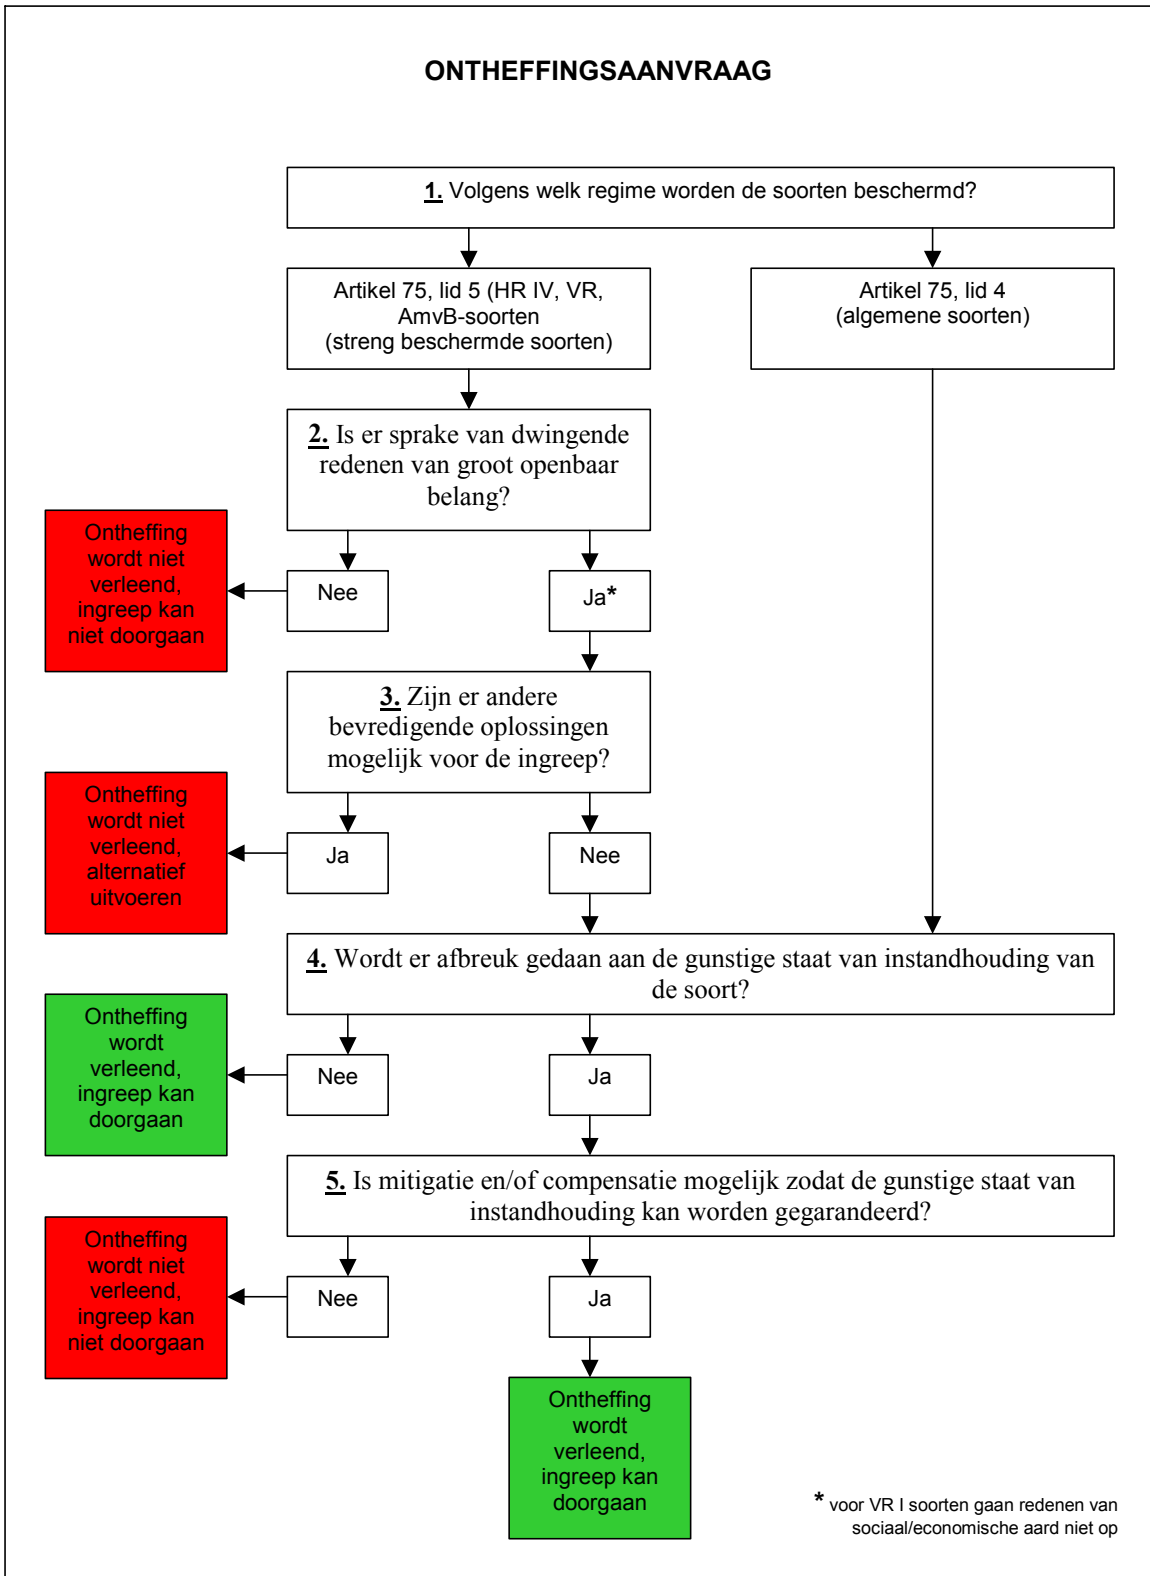 ONTHEFFINGSAANVRAAG
1. Volgens welk regime worden de soorten beschermd?
Artikel 75, lid 5 (HR IV, VR,
AmvB-soorten
(streng beschermde soorten)
Artikel 75, lid 4
(algemene soorten)
2. Is er sprake van dwingende
redenen van groot openbaar
belang?
Ontheffing
wordt niet
verleend,
ingreep kan
niet doorgaan
Nee
Ja*
3. Zijn er andere
bevredigende oplossingen
mogelijk voor de ingreep?
Ontheffing
wordt niet
verleend,
alternatief
uitvoeren
Ja
Nee
4. Wordt er afbreuk gedaan aan de gunstige staat van instandhouding van
de soort?
Ontheffing
wordt
verleend,
ingreep kan
doorgaan
Nee
Ja
5. Is mitigatie en/of compensatie mogelijk zodat de gunstige staat van
instandhouding kan worden gegarandeerd?
Ontheffing
wordt niet
verleend,
ingreep kan
niet doorgaan
Nee
Ja
Ontheffing
wordt
verleend,
ingreep kan
doorgaan
* voor VR I soorten gaan redenen van
sociaal/economische aard niet op